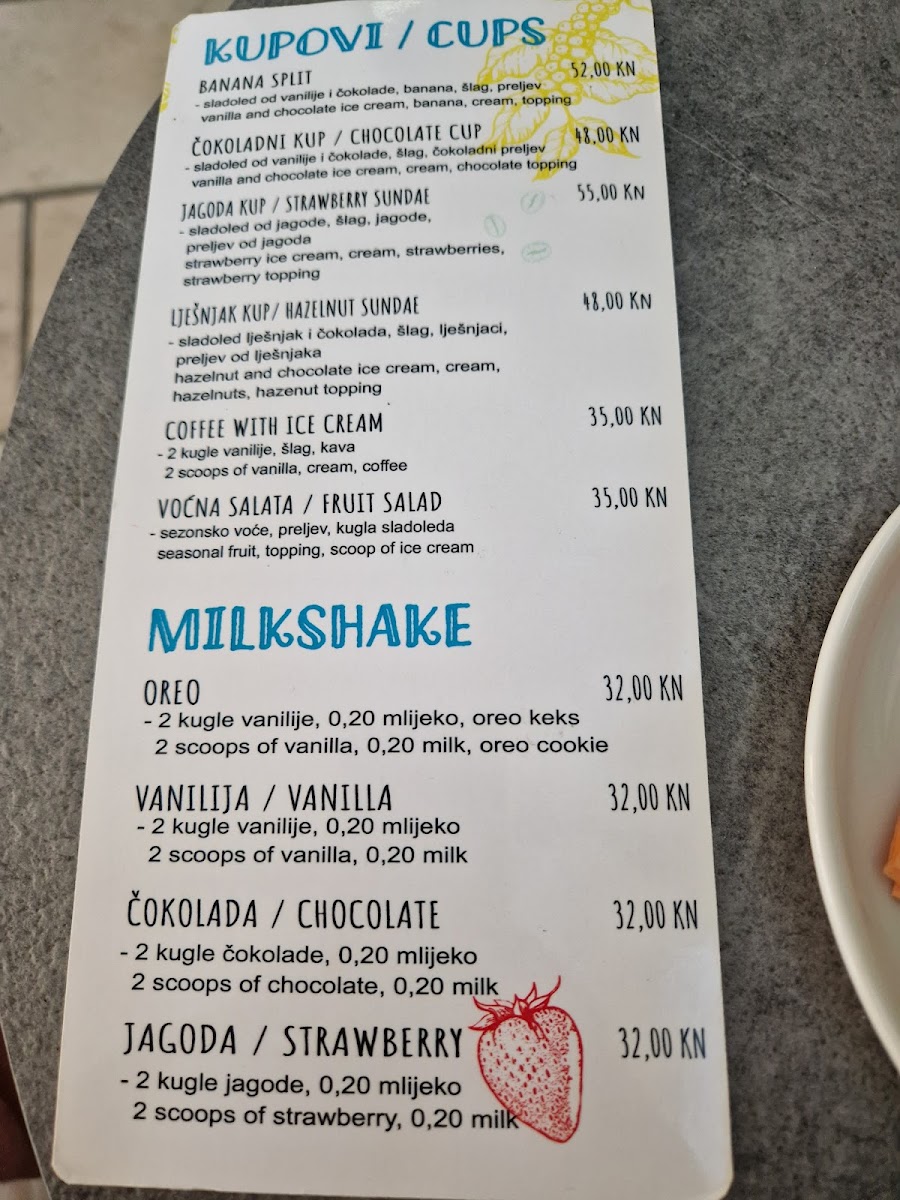 KUPOVI / CUPS
BANANA SPLIT 52,00 KN
- sladoled od vanilije i čokolade, banana, šlag, preljev
vanilla and chocolate ice cream, banana, cream, topping
ČOKOLADNI KUP / CHOCOLATE CUP 48,00 KN
- sladoled od vanilije i čokolade, šlag, čokoladni preljev
vanilla and chocolate ice cream, cream, chocolate topping
JAGODA KUP / STRAWBERRY SUNDAE 55,00 KN
- sladoled od jagode, šlag, jagode,
preljev od jagoda
strawberry ice cream, cream, strawberries,
strawberry topping
LJEŠNJAK KUP/ HAZELNUT SUNDAE 48,00 KN
- sladoled lješnjak i čokolada, šlag, lješnjaci,
preljev od lješnjaka
hazelnut and chocolate ice cream, cream,
hazelnuts, hazenut topping
COFFEE WITH ICE CREAM 35,00 KN
- 2 kugle vanilije, šlag, kava
2 scoops of vanilla, cream, coffee
VOĆNA SALATA / FRUIT SALAD 35,00 KN
- sezonsko voće, preljev, kugla sladoleda
seasonal fruit, topping, scoop of ice cream
MILKSHAKE
OREO 32,00 KN
- 2 kugle vanilije, 0,20 mlijeko, oreo keks
2 scoops of vanilla, 0,20 milk, oreo cookie
VANILIJA / VANILLA 32,00 KN
- 2 kugle vanilije, 0,20 mlijeko
2 scoops of vanilla, 0,20 milk
ČOKOLADA / CHOCOLATE 32,00 KN
- 2 kugle čokolade, 0,20 mlijeko
2 scoops of chocolate, 0,20 milk
JAGODA / STRAWBERRY 32,00 KN
- 2 kugle jagode, 0,20 mlijeko
2 scoops of strawberry, 0,20 milk